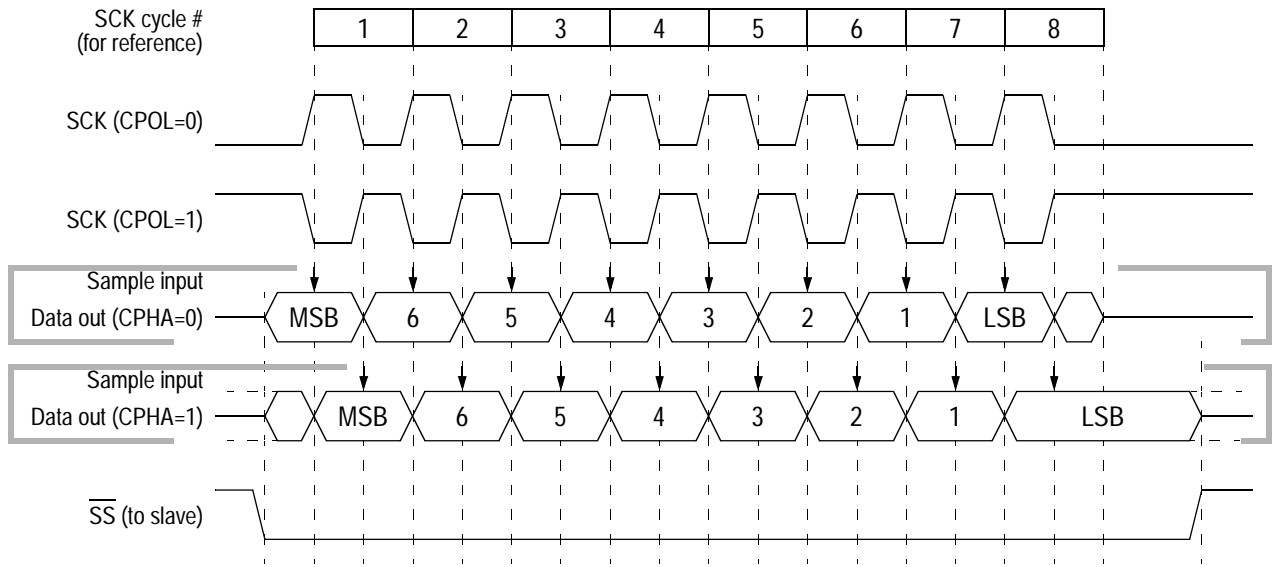 SCK cycle #
(for reference)
1 2 3 4 5 6 7 8
SCK (CPOL=0)
SCK (CPOL=1)
Sample input
Data out (CPHA=0) MSB 6 5 4 3 2 1 LSB
Sample input
Data out (CPHA=1) MSB 6 5 4 3 2 1 LSB
SS (to slave)